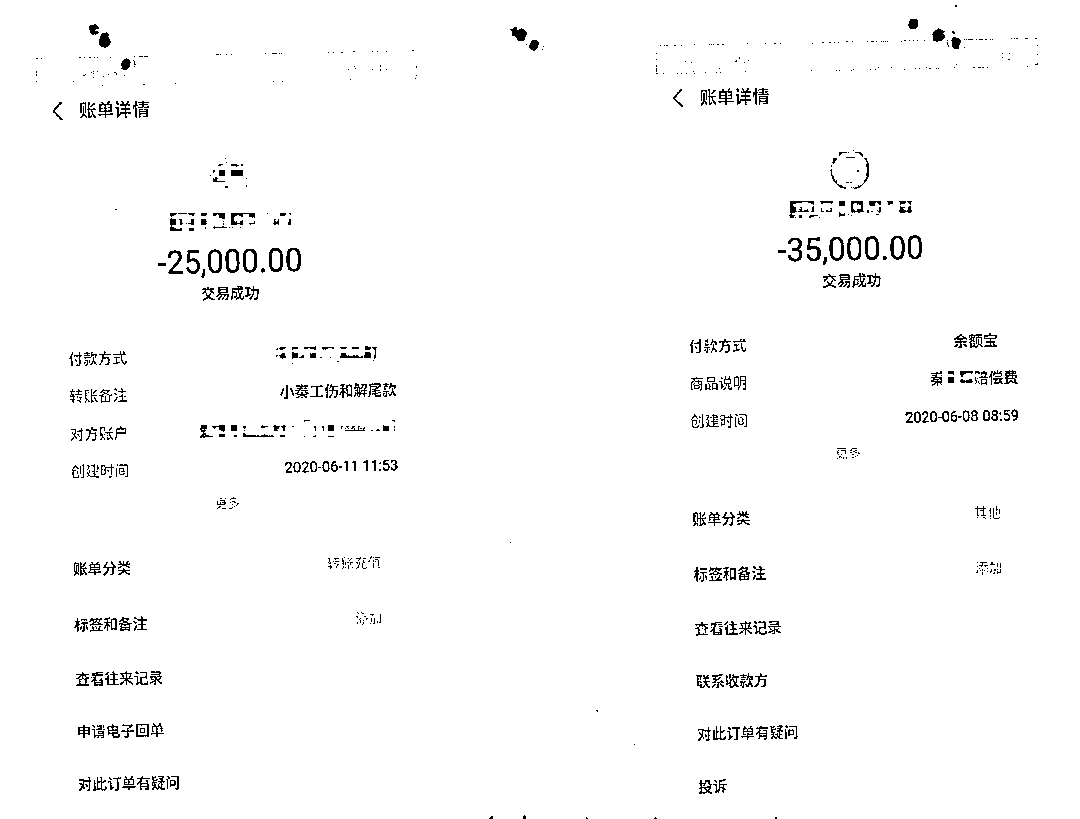 账单详情
-25,000.00
交易成功
付款方式
转账备注 小秦工伤和解尾款
对方账户
创建时间 2020-06-11 11:53
更多
账单分类 转账充值
标签和备注 添加
查看往来记录
申请电子回单
对此订单有疑问
账单详情
-35,000.00
交易成功
付款方式 余额宝
商品说明 秦 赔偿费
创建时间 2020-06-08 08:59
更多
账单分类 其他
标签和备注 添加
查看往来记录
联系收款方
对此订单有疑问
投诉